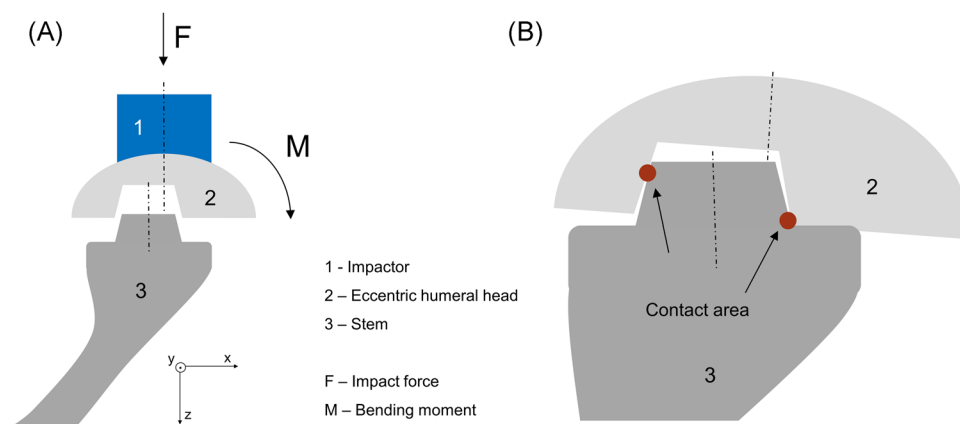 (A)
F
1
M
2
3
y
x
z
1 - Impactor
2 – Eccentric humeral head
3 – Stem
F – Impact force
M – Bending moment
(B)
2
Contact area
3